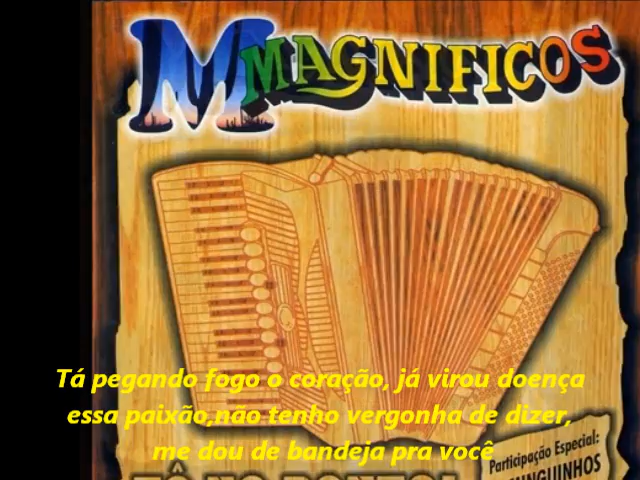 M MAGNIFICOS
Tá pegando fogo o coração, já virou doença
essa paixão,não tenho vergonha de dizer,
me dou de bandeja pra você
Participação Especial: